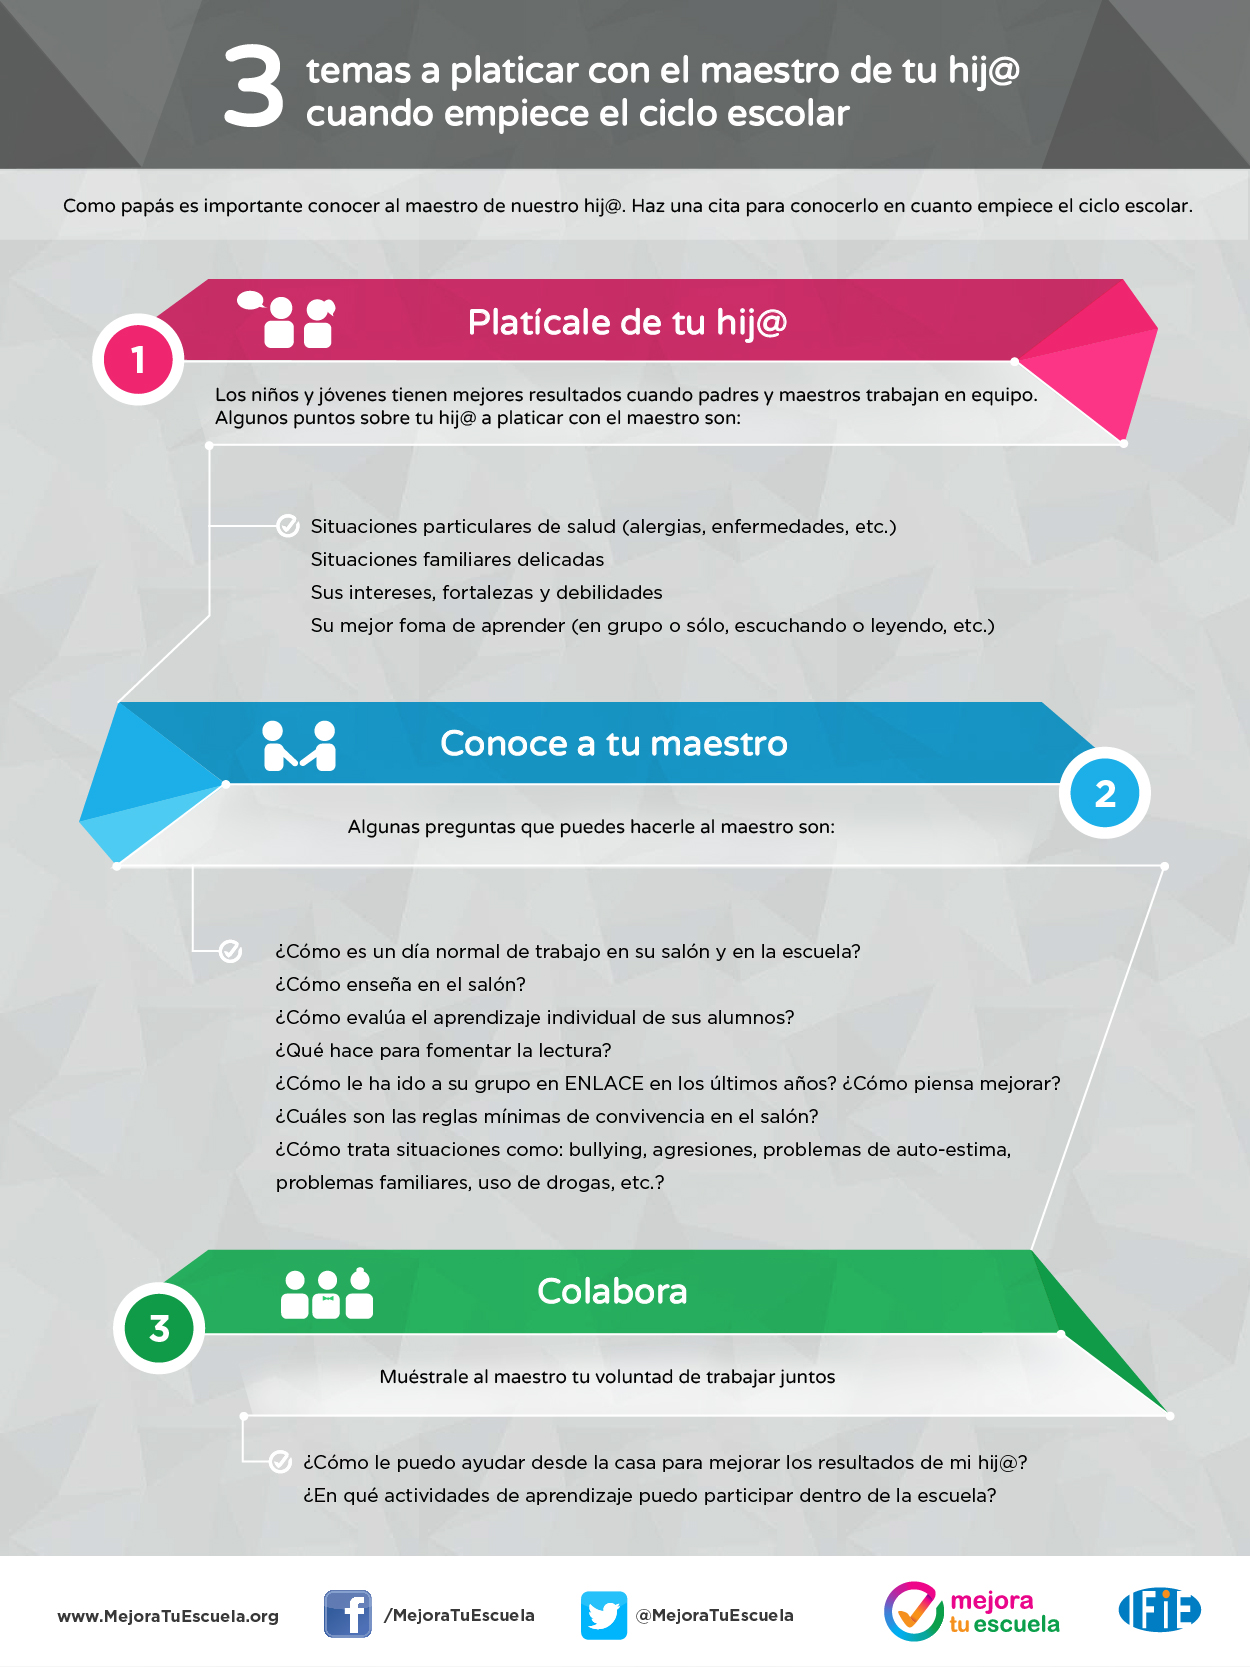 3 temas a platicar con el maestro de tu hij@
cuando empiece el ciclo escolar
Como papás es importante conocer al maestro de nuestro hij@. Haz una cita para conocerlo en cuanto empiece el ciclo escolar.
1
Platícale de tu hij@
Los niños y jóvenes tienen mejores resultados cuando padres y maestros trabajan en equipo.
Algunos puntos sobre tu hij@ a platicar con el maestro son:
Situaciones particulares de salud (alergias, enfermedades, etc.)
Situaciones familiares delicadas
Sus intereses, fortalezas y debilidades
Su mejor foma de aprender (en grupo o sólo, escuchando o leyendo, etc.)
Conoce a tu maestro
2
Algunas preguntas que puedes hacerle al maestro son:
¿Cómo es un día normal de trabajo en su salón y en la escuela?
¿Cómo enseña en el salón?
¿Cómo evalúa el aprendizaje individual de sus alumnos?
¿Qué hace para fomentar la lectura?
¿Cómo le ha ido a su grupo en ENLACE en los últimos años? ¿Cómo piensa mejorar?
¿Cuáles son las reglas mínimas de convivencia en el salón?
¿Cómo trata situaciones como: bullying, agresiones, problemas de auto-estima,
problemas familiares, uso de drogas, etc.?
Colabora
3
Muéstrale al maestro tu voluntad de trabajar juntos
¿Cómo le puedo ayudar desde la casa para mejorar los resultados de mi hij@?
¿En qué actividades de aprendizaje puedo participar dentro de la escuela?
www.MejoraTuEscuela.org
/MejoraTuEscuela
@MejoraTuEscuela
mejora
tu escuela
IFIE